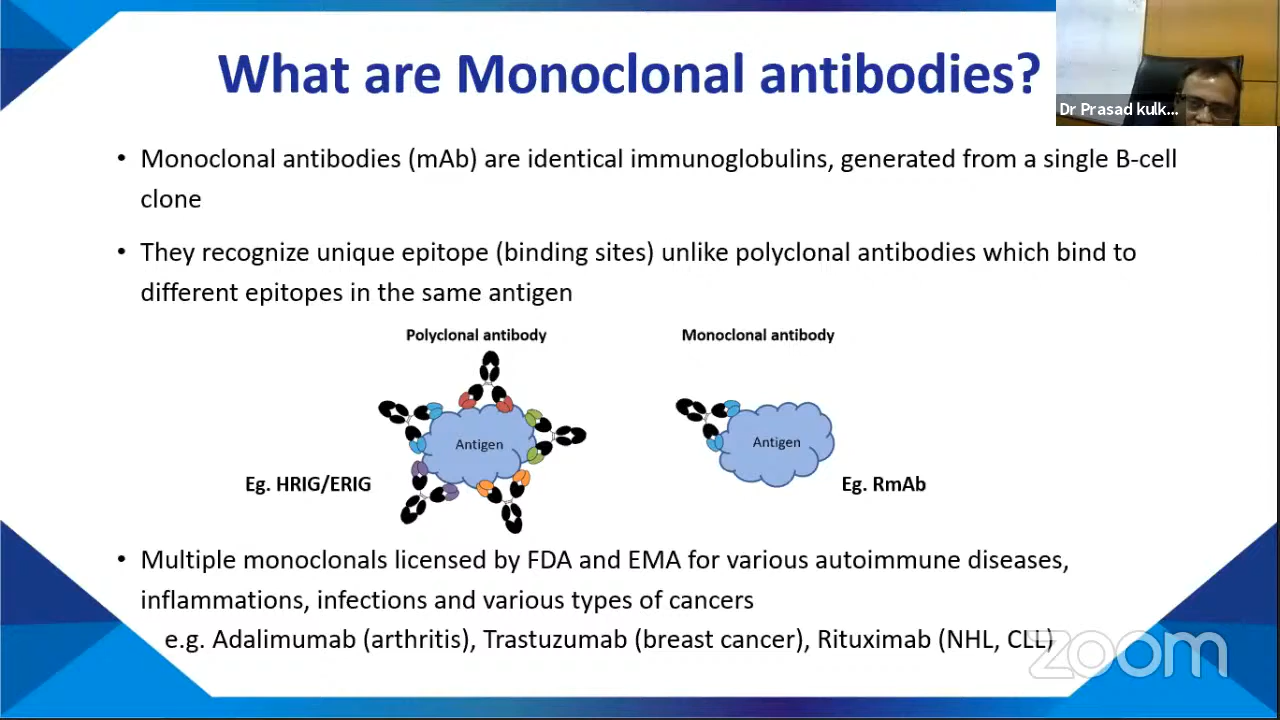 What are Monoclonal antibodies?
Dr Prasad kulk...
• Monoclonal antibodies (mAb) are identical immunoglobulins, generated from a single B-cell
clone
• They recognize unique epitope (binding sites) unlike polyclonal antibodies which bind to
different epitopes in the same antigen
Polyclonal antibody
Monoclonal antibody
Antigen
Antigen
Eg. HRIG/ERIG
Eg. RmAb
• Multiple monoclonals licensed by FDA and EMA for various autoimmune diseases,
inflammations, infections and various types of cancers
e.g. Adalimumab (arthritis), Trastuzumab (breast cancer), Rituximab (NHL, CLL)
zoom